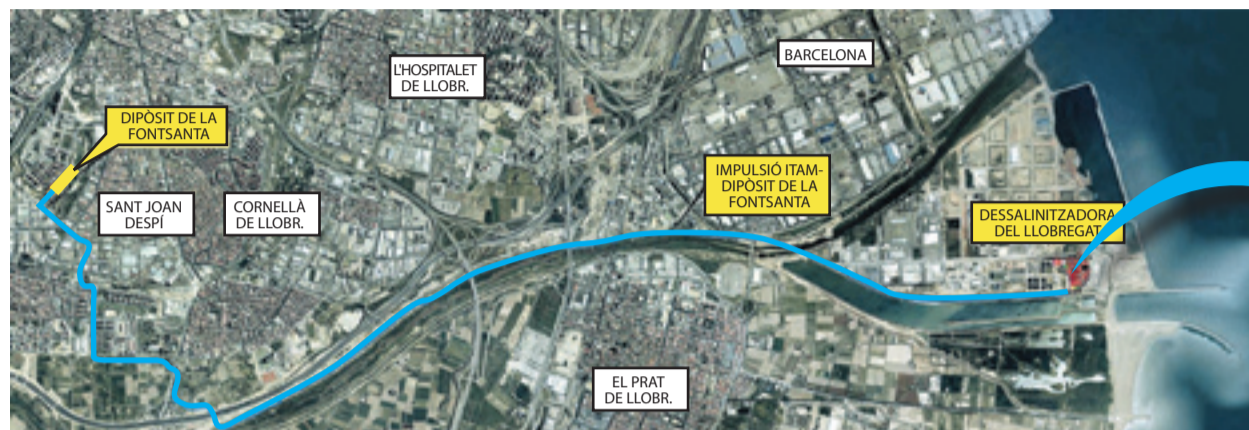 L'HOSPITALET
DE LLOBR.
BARCELONA
DIPÒSIT DE LA
FONTSANTA
IMPULSIÓ ITAM-
DIPÒSIT DE LA
FONTSANTA
SANT JOAN
DESPÍ
CORNELLÀ
DE LLOBR.
DESSALINITZADORA
DEL LLOBREGAT
EL PRAT
DE LLOBR.